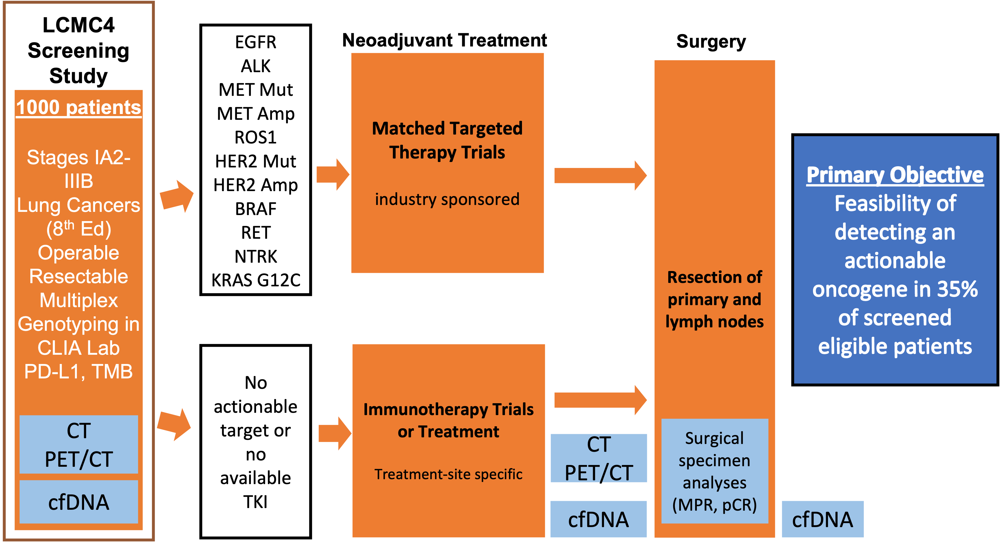 LCMC4
Screening
Study
1000 patients
Stages IA2-
IIIB
Lung Cancers
(8th Ed)
Operable
Resectable
Multiplex
Genotyping in
CLIA Lab
PD-L1, TMB
CT
PET/CT
cfDNA
EGFR
ALK
MET Mut
MET Amp
ROS1
HER2 Mut
HER2 Amp
BRAF
RET
NTRK
KRAS G12C
No
actionable
target or
no
available
TKI
Neoadjuvant Treatment
Matched Targeted
Therapy Trials
industry sponsored
Immunotherapy Trials
or Treatment
Treatment-site specific
CT
PET/CT
cfDNA
Surgery
Resection of
primary and
lymph nodes
Surgical
specimen
analyses
(MPR, pCR)
cfDNA
Primary Objective
Feasibility of
detecting an
actionable
oncogene in 35%
of screened
eligible patients